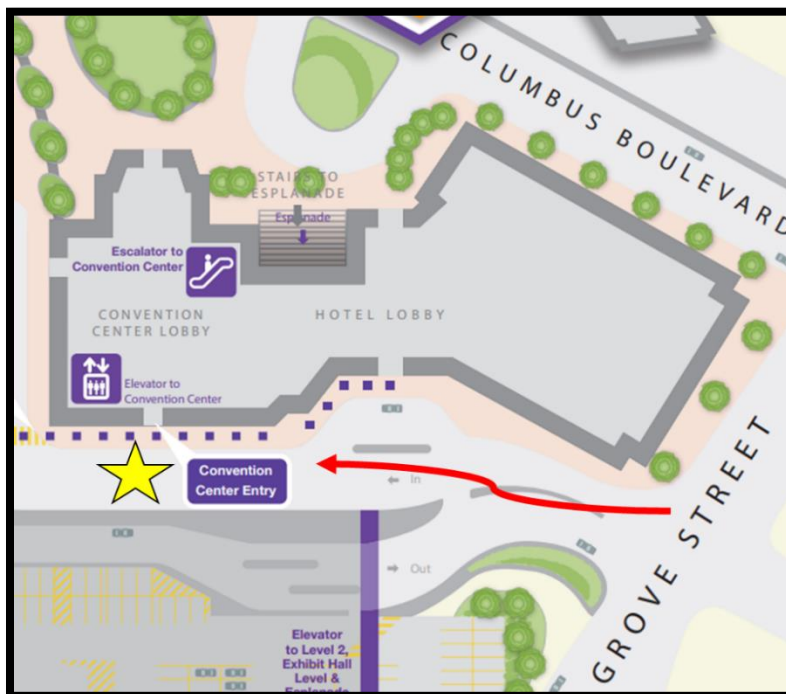 COLUMBUS BOULEVARD
STAIRS TO
ESPLANADE
Esplanade
Escalator to
Convention Center
CONVENTION
CENTER LOBBY
HOTEL LOBBY
Elevator to
Convention Center
Convention
Center Entry
In
Out
GROVE STREET
Elevator
to Level 2,
Exhibit Hall
Level &
Esplanade